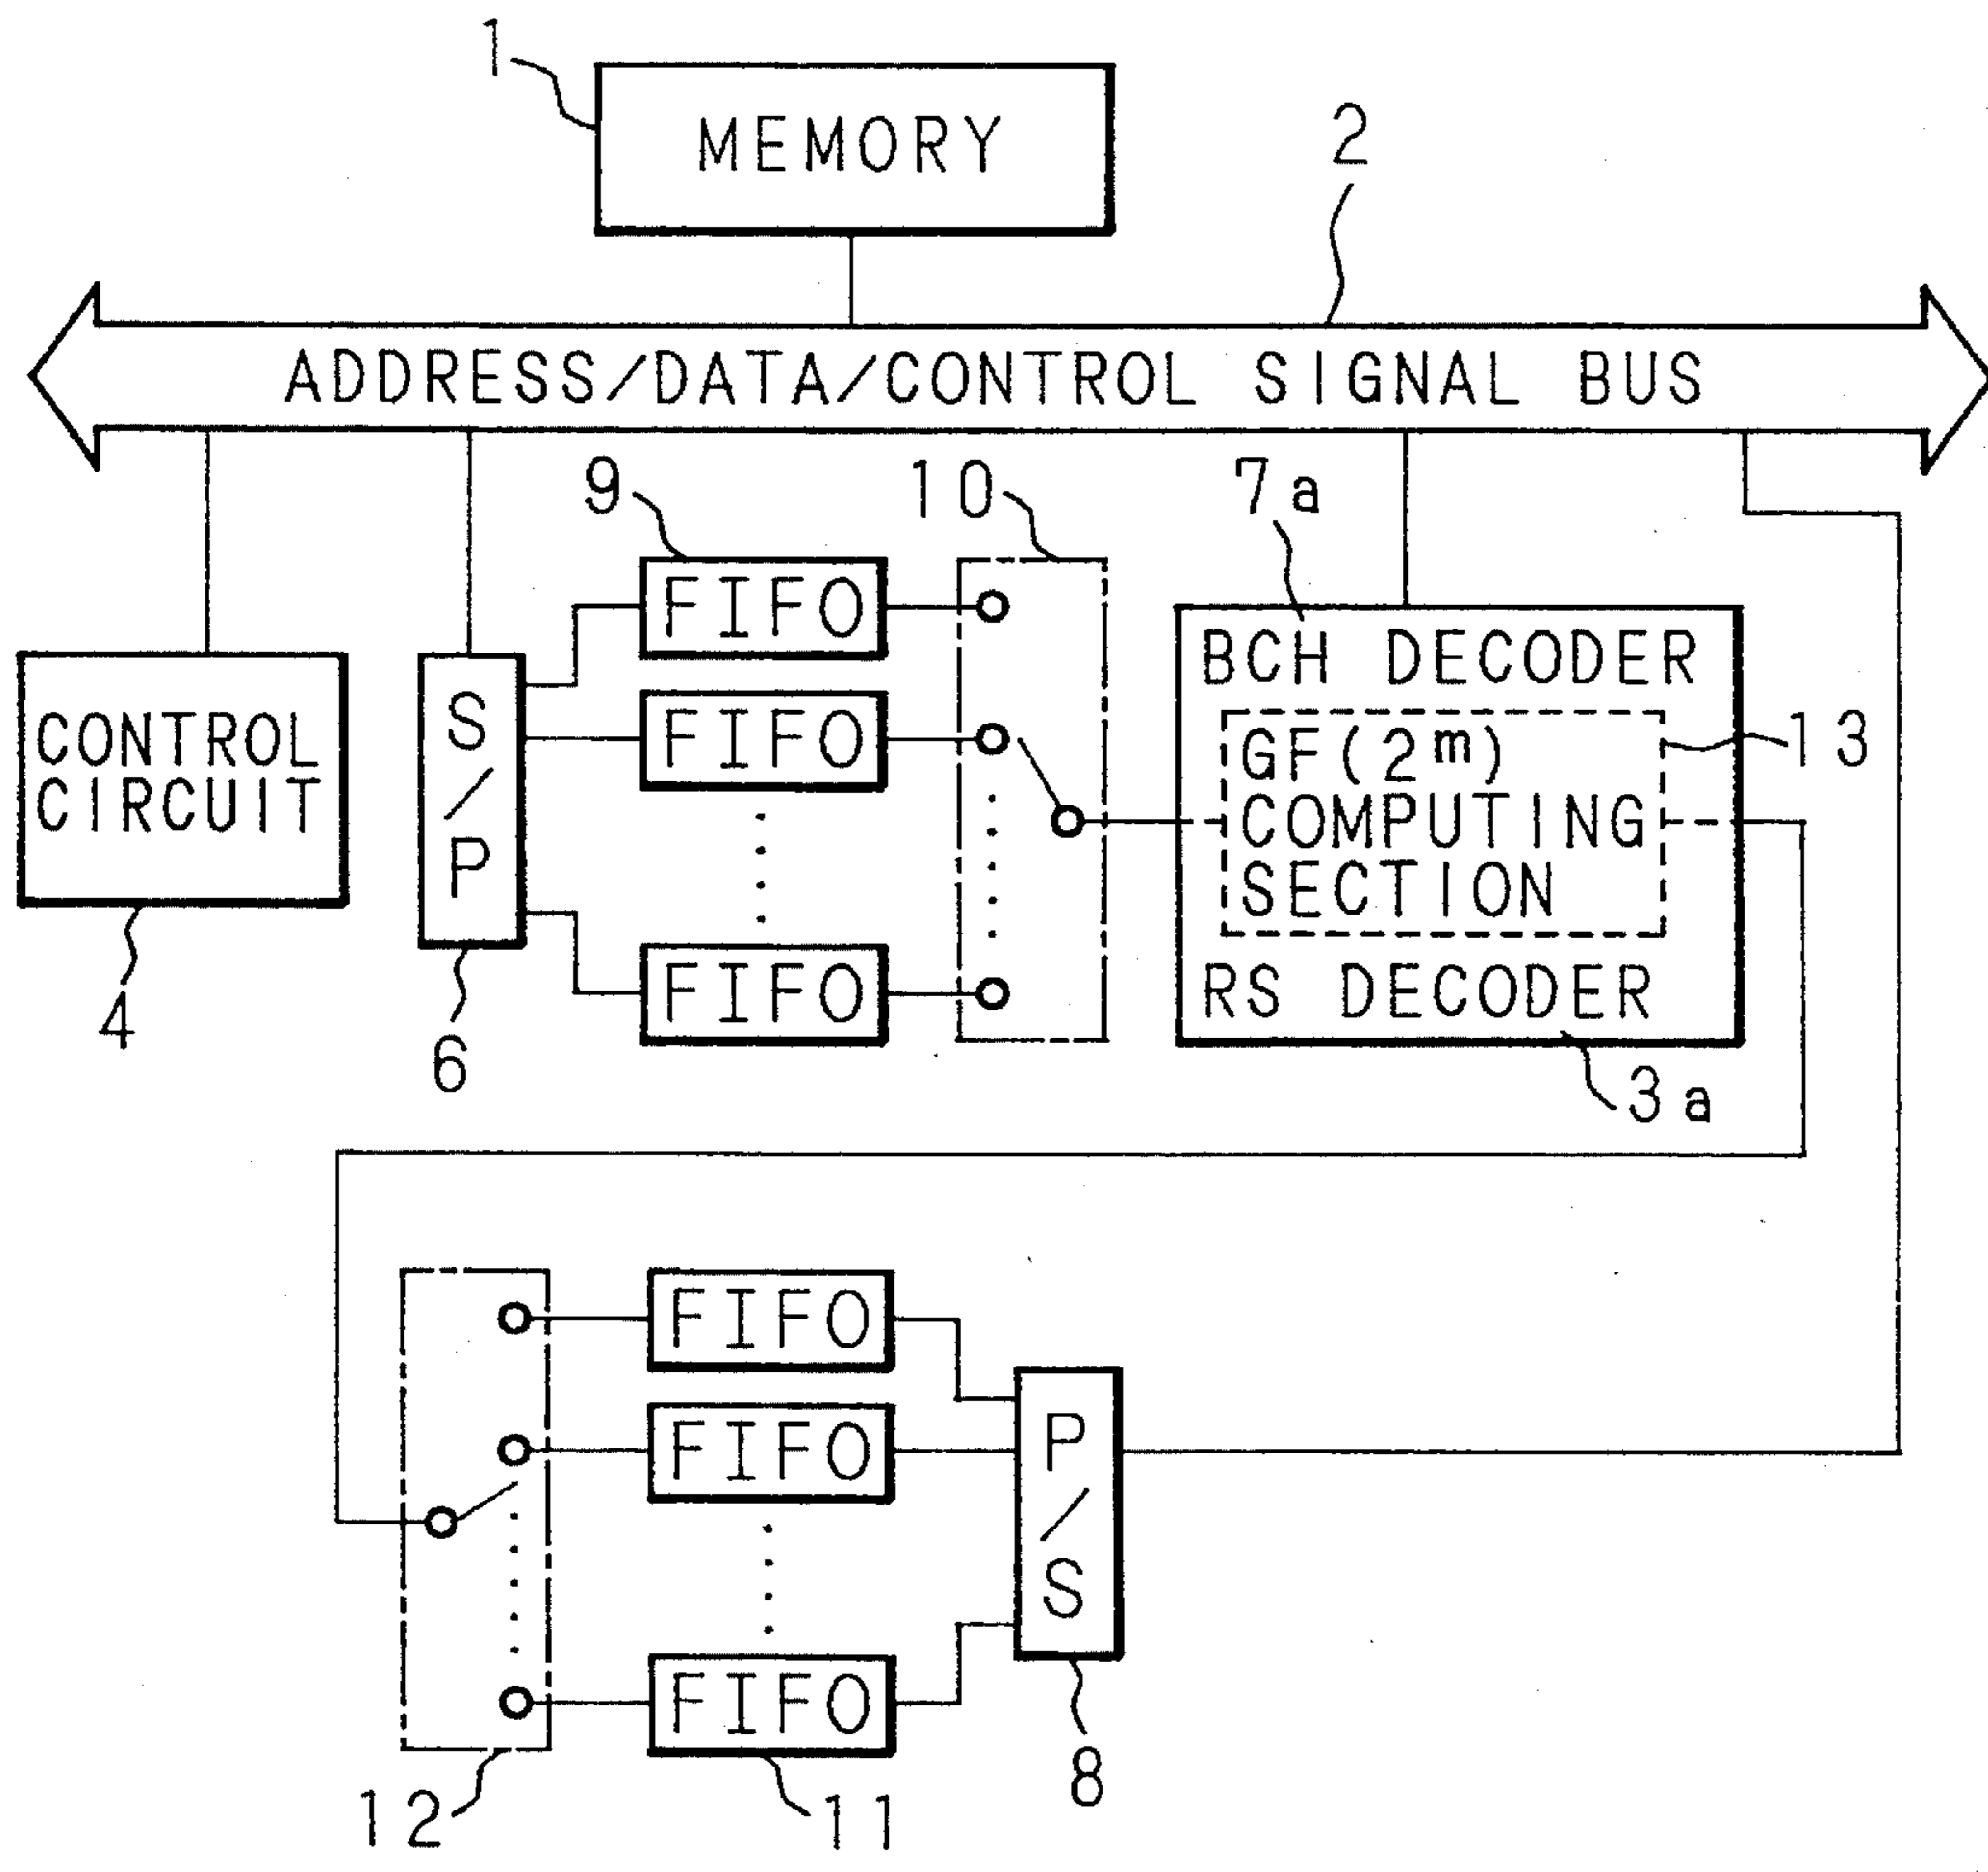 1
MEMORY
2
ADDRESS/DATA/CONTROL SIGNAL BUS
9
10
7a
FIFO
BCH DECODER
S/P
FIFO
GF(2m)
13
CONTROL
CIRCUIT
COMPUTING
SECTION
FIFO
RS DECODER
4
6
3a
FIFO
FIFO
P/S
FIFO
12
11
8